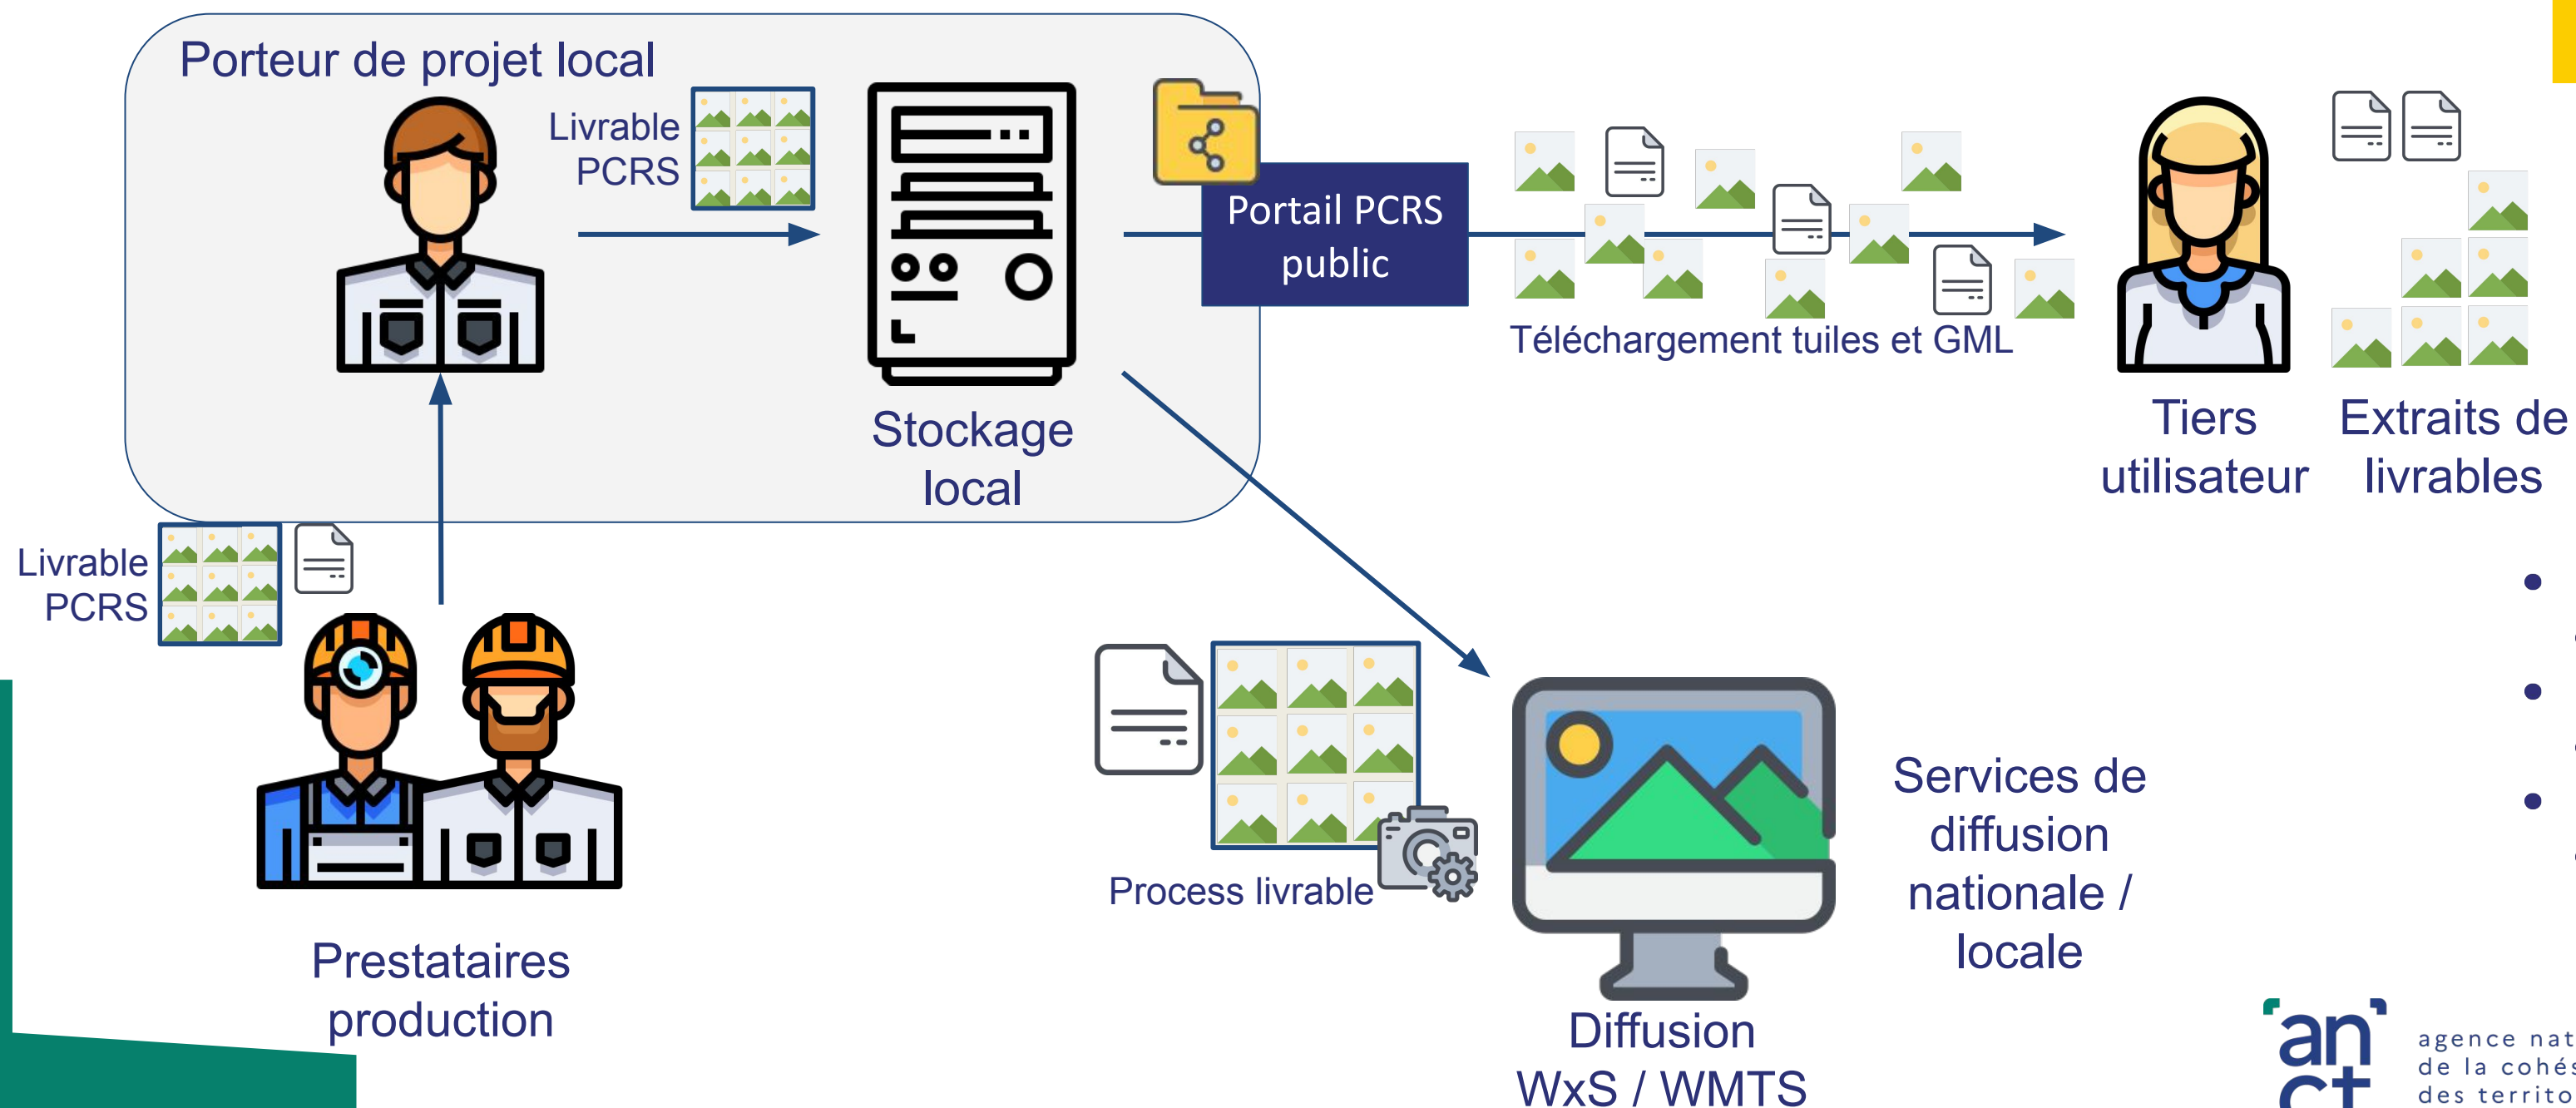 Porteur de projet local
Livrable
PCRS
Stockage
local
Portail PCRS
public
Téléchargement tuiles et GML
Tiers
utilisateur
Extraits de
livrables
Livrable
PCRS
Prestataires
production
Process livrable
Services de
diffusion
nationale /
locale
Diffusion
WxS / WMTS
anct
agence nat
de la cohés
des territo